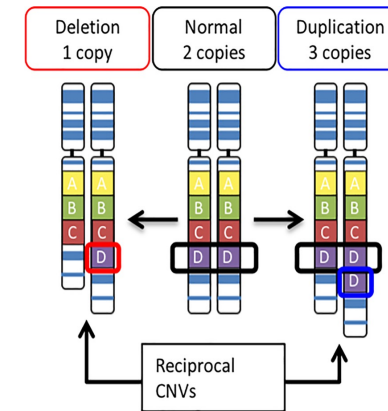 Deletion
1 copy
Normal
2 copies
Duplication
3 copies
A A
B B
C C
D
A A
B B
C C
D D
A A
B B
C C
D D
D
Reciprocal
CNVs